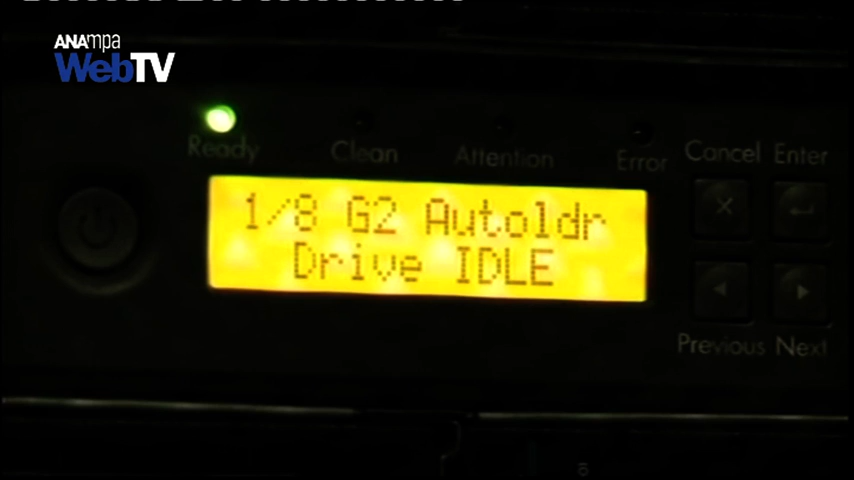 ANAmpa
WebTV
Ready Clean Attention Error Cancel Enter
1/8 G2 Autoldr
Drive IDLE
Previous Next